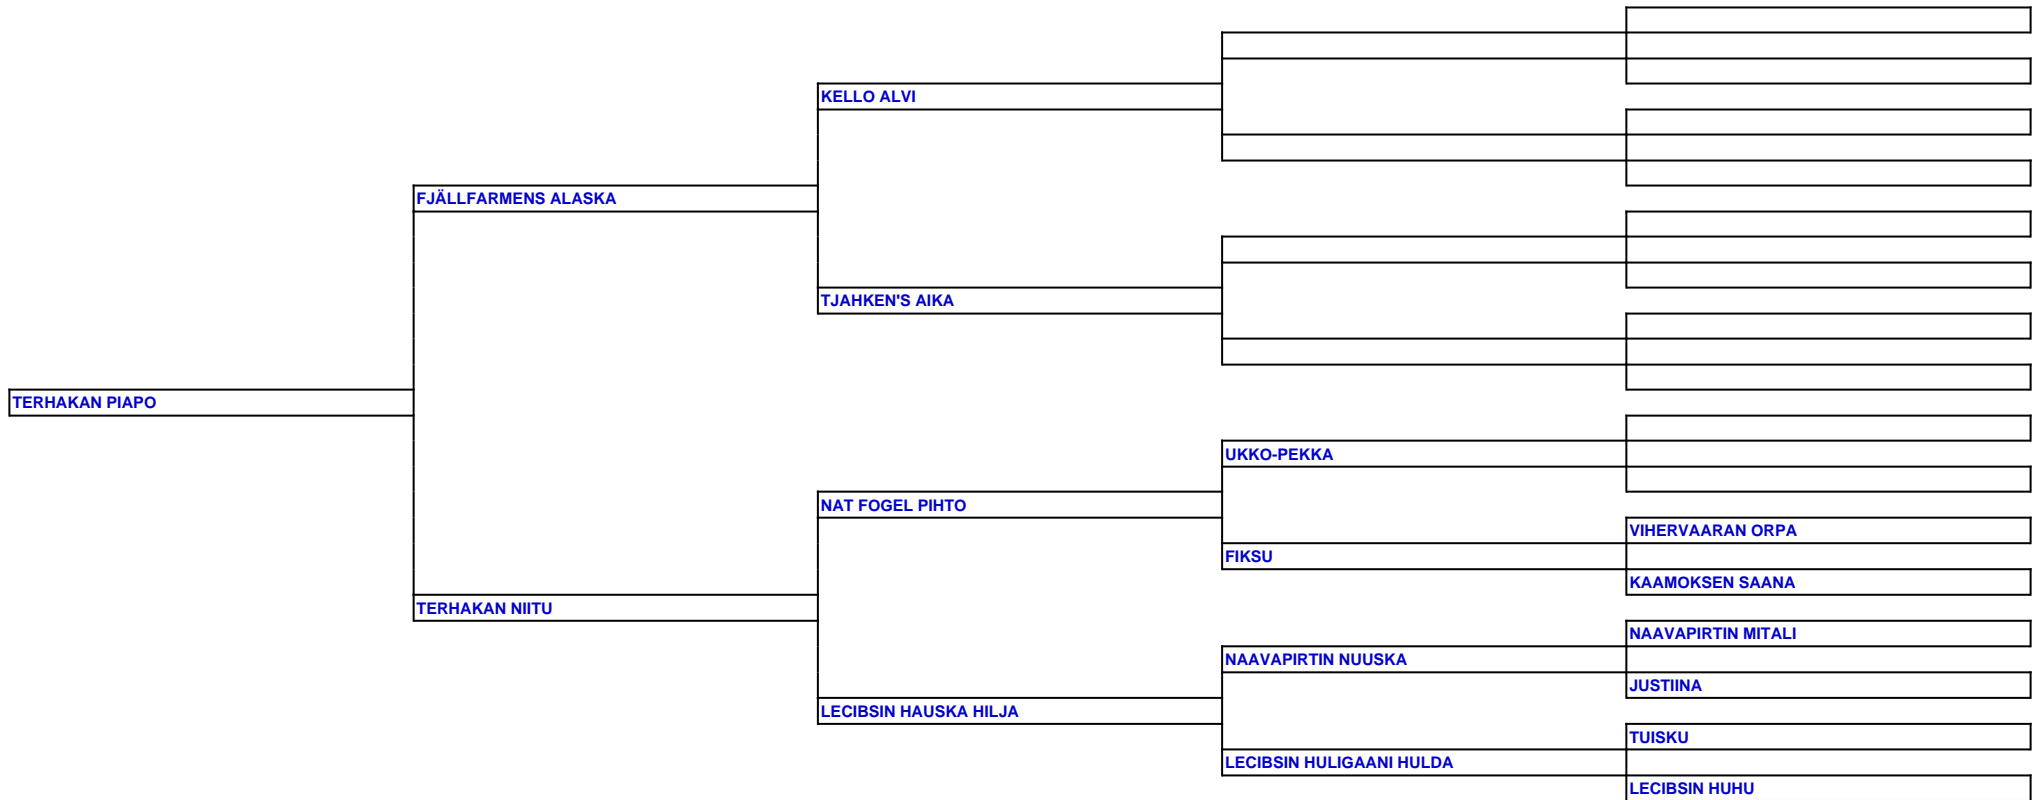 KELLO ALVI
FJÄLLFARMENS ALASKA
TJAHKEN'S AIKA
TERHAKAN PIAPO
UKKO-PEKKA
NAT FOGEL PIHTO
VIHERVAARAN ORPA
FIKSU
KAAMOKSEN SAANA
TERHAKAN NIITU
NAAVAPIRTIN MITALI
NAAVAPIRTIN NUUSKA
JUSTIINA
LECIBSIN HAUSKA HILJA
TUISKU
LECIBSIN HULIGAANI HULDA
LECIBSIN HUHU